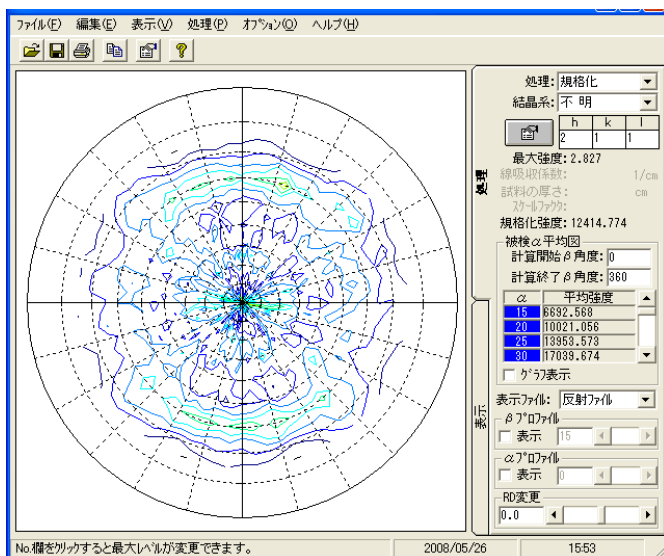 ファイル(F) 編集(E) 表示(V) 処理(P) オプション(O) ヘルプ(H)
処理: 規格化
結晶系: 不 明
h k l
2 1 1
最大強度: 2.827
線吸収係数: 1/cm
試料の厚さ: cm
スケールファクタ:
規格化強度: 12414.774
被検α平均図
計算開始β角度: 0
計算終了β角度: 360
α 平均強度
15 6692.568
20 10021.056
25 13953.573
30 17039.674
グラフ表示
表示ファイル: 反射ファイル
βプロファイル
表示 15
αプロファイル
表示 0
RD変更
0.0
処理
表示
No.欄をクリックすると最大レベルが変更できます。 2008/05/26 15:53